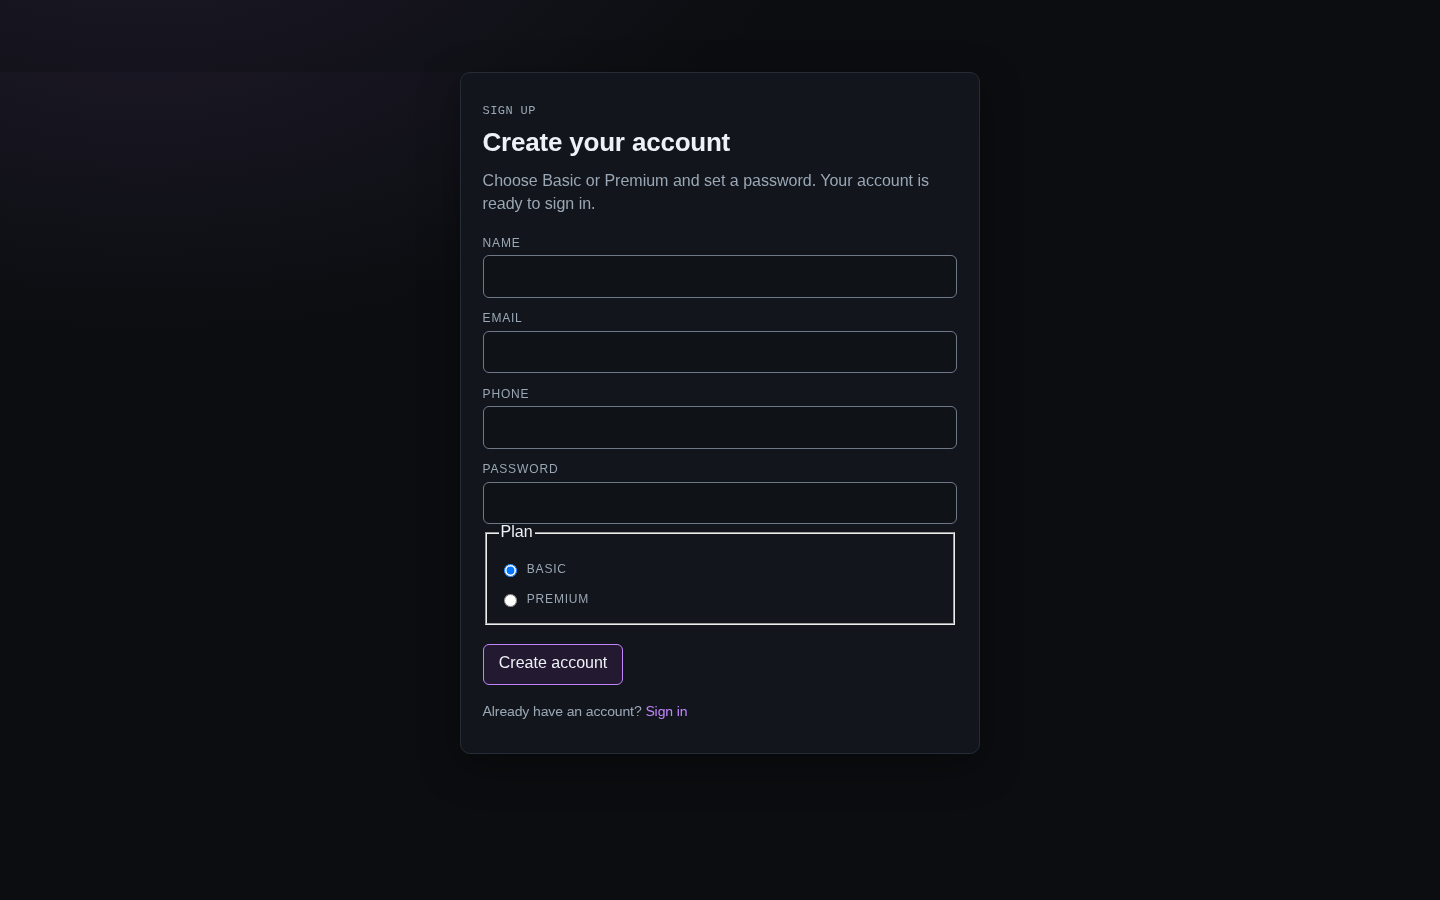 SIGN UP
Create your account
Choose Basic or Premium and set a password. Your account is
ready to sign in.
NAME
EMAIL
PHONE
PASSWORD
Plan
BASIC
PREMIUM
Create account
Already have an account? Sign in